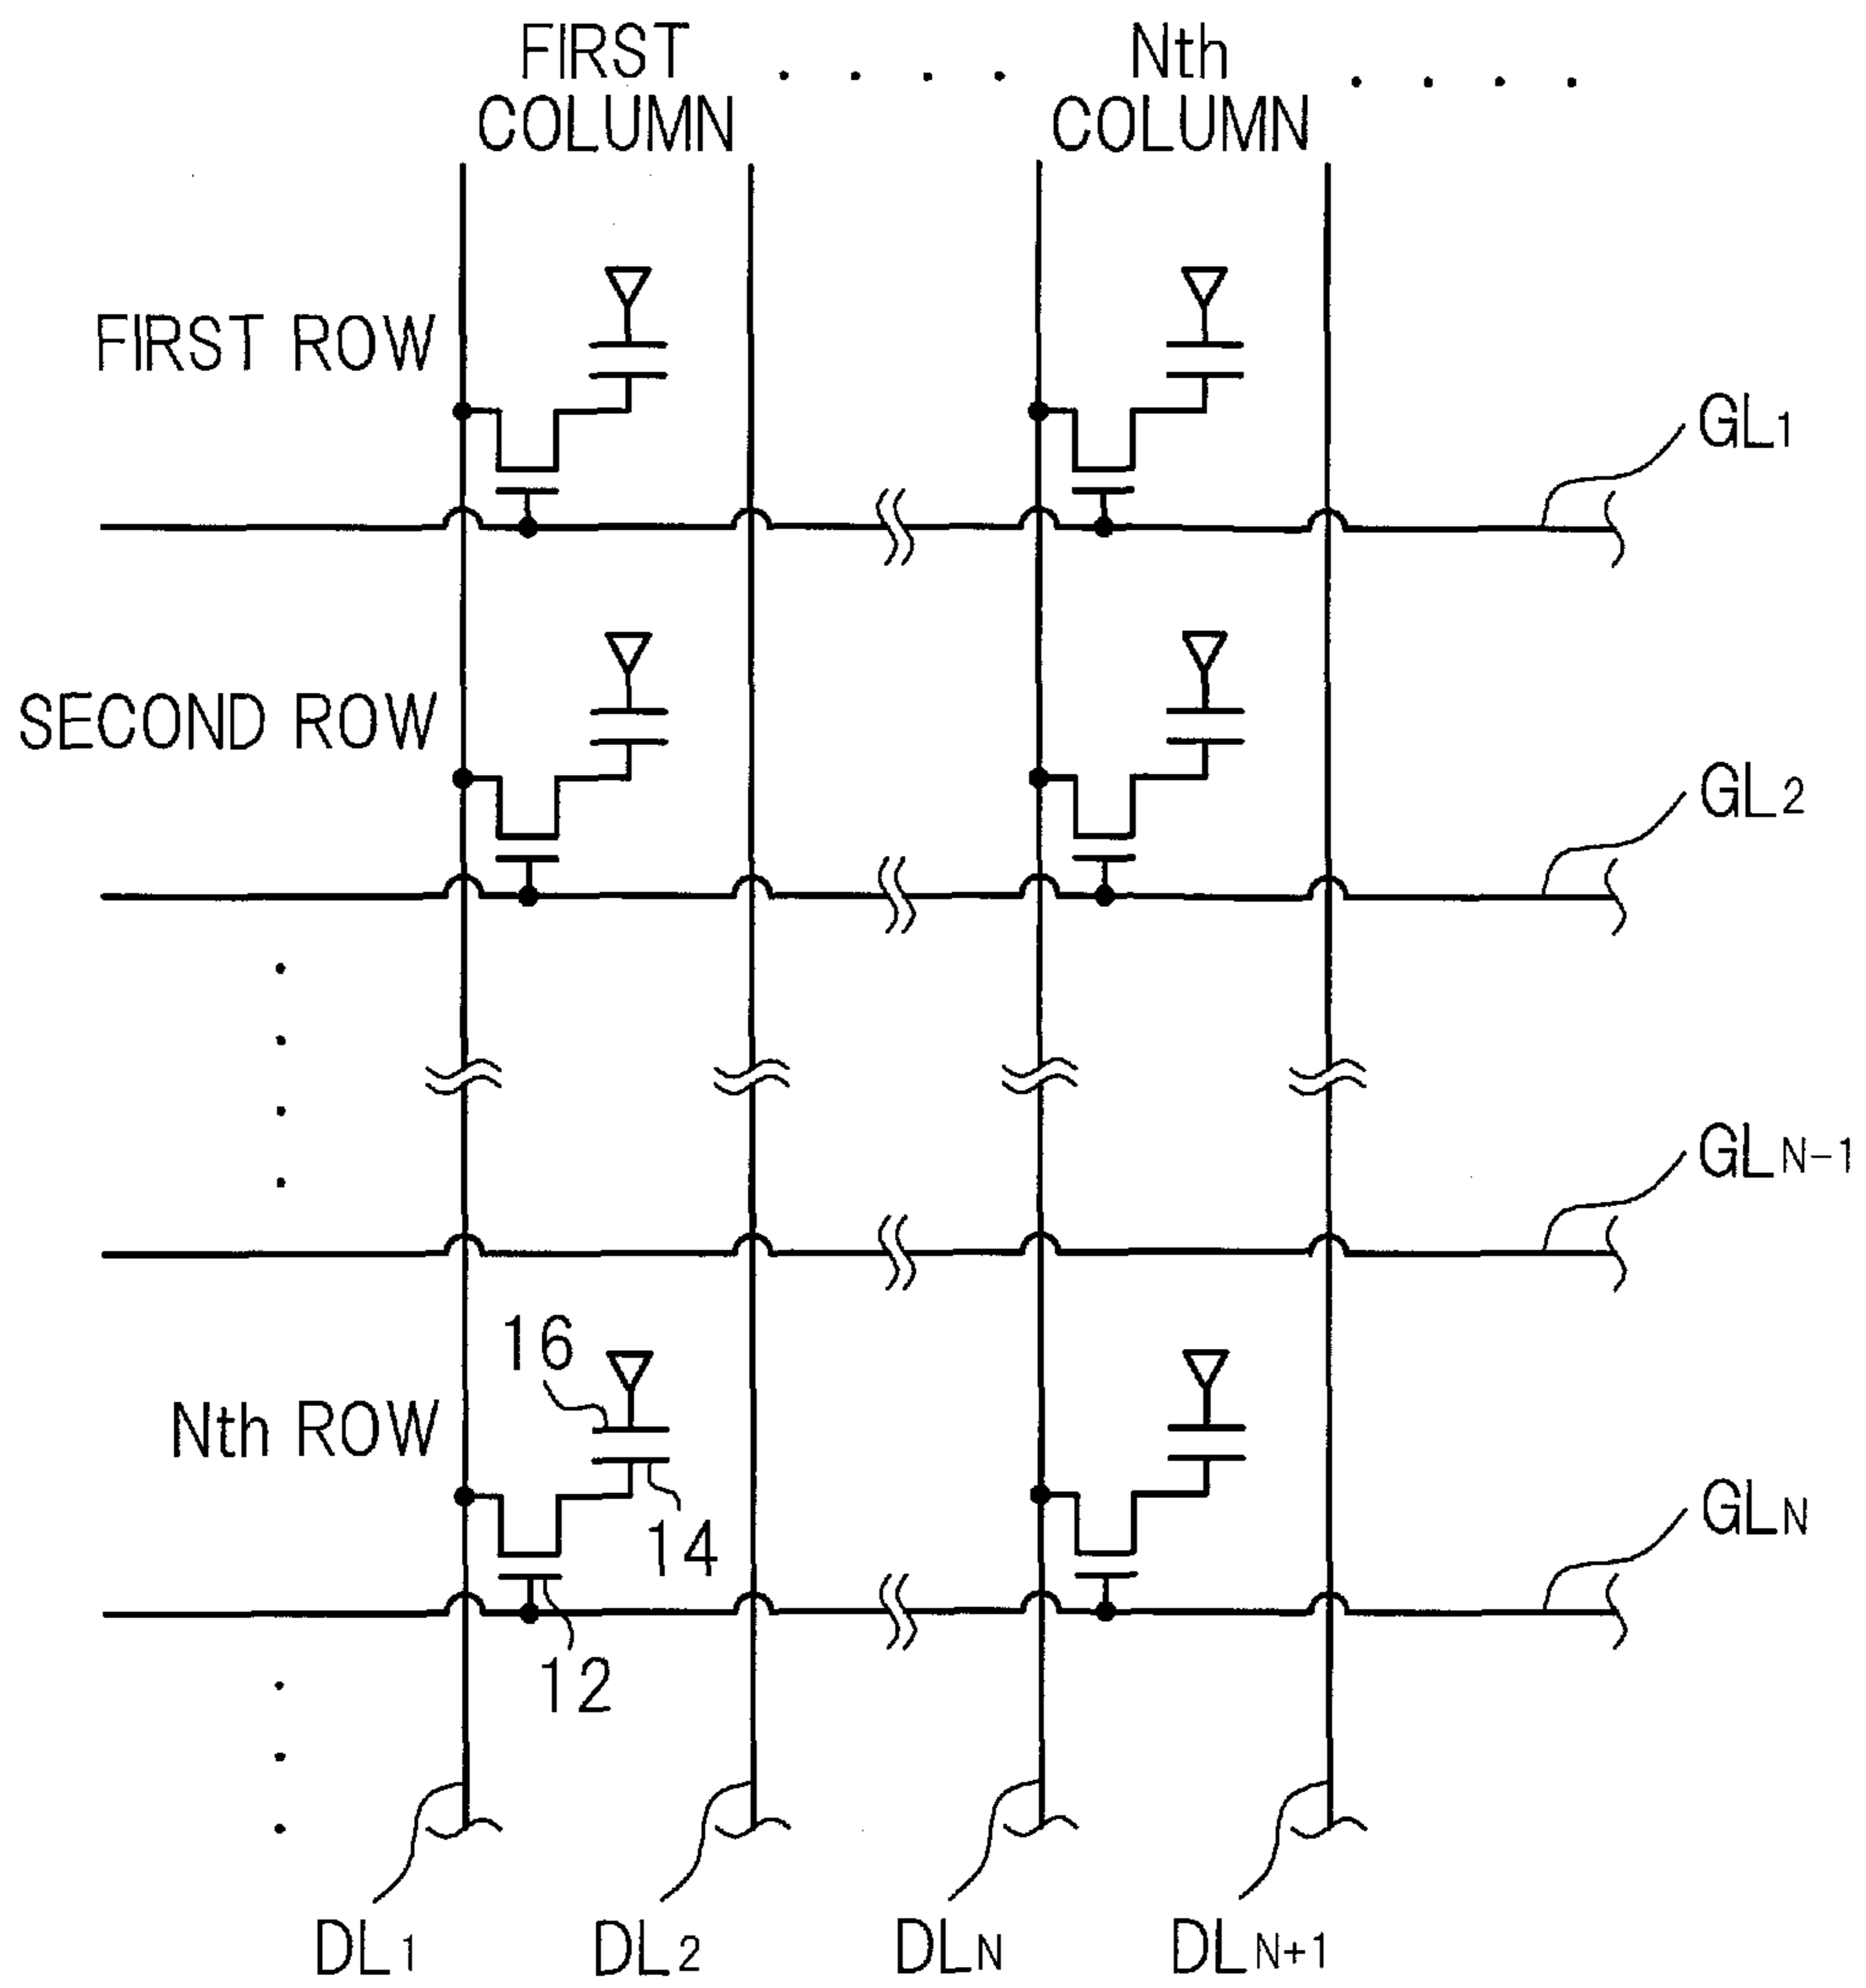 FIRST
COLUMN
. . . .
Nth
COLUMN
. . . .
FIRST ROW
GL1
SECOND ROW
GL2
GLN-1
16
Nth ROW
14
GLN
12
DL1
DL2
DLN
DLN+1